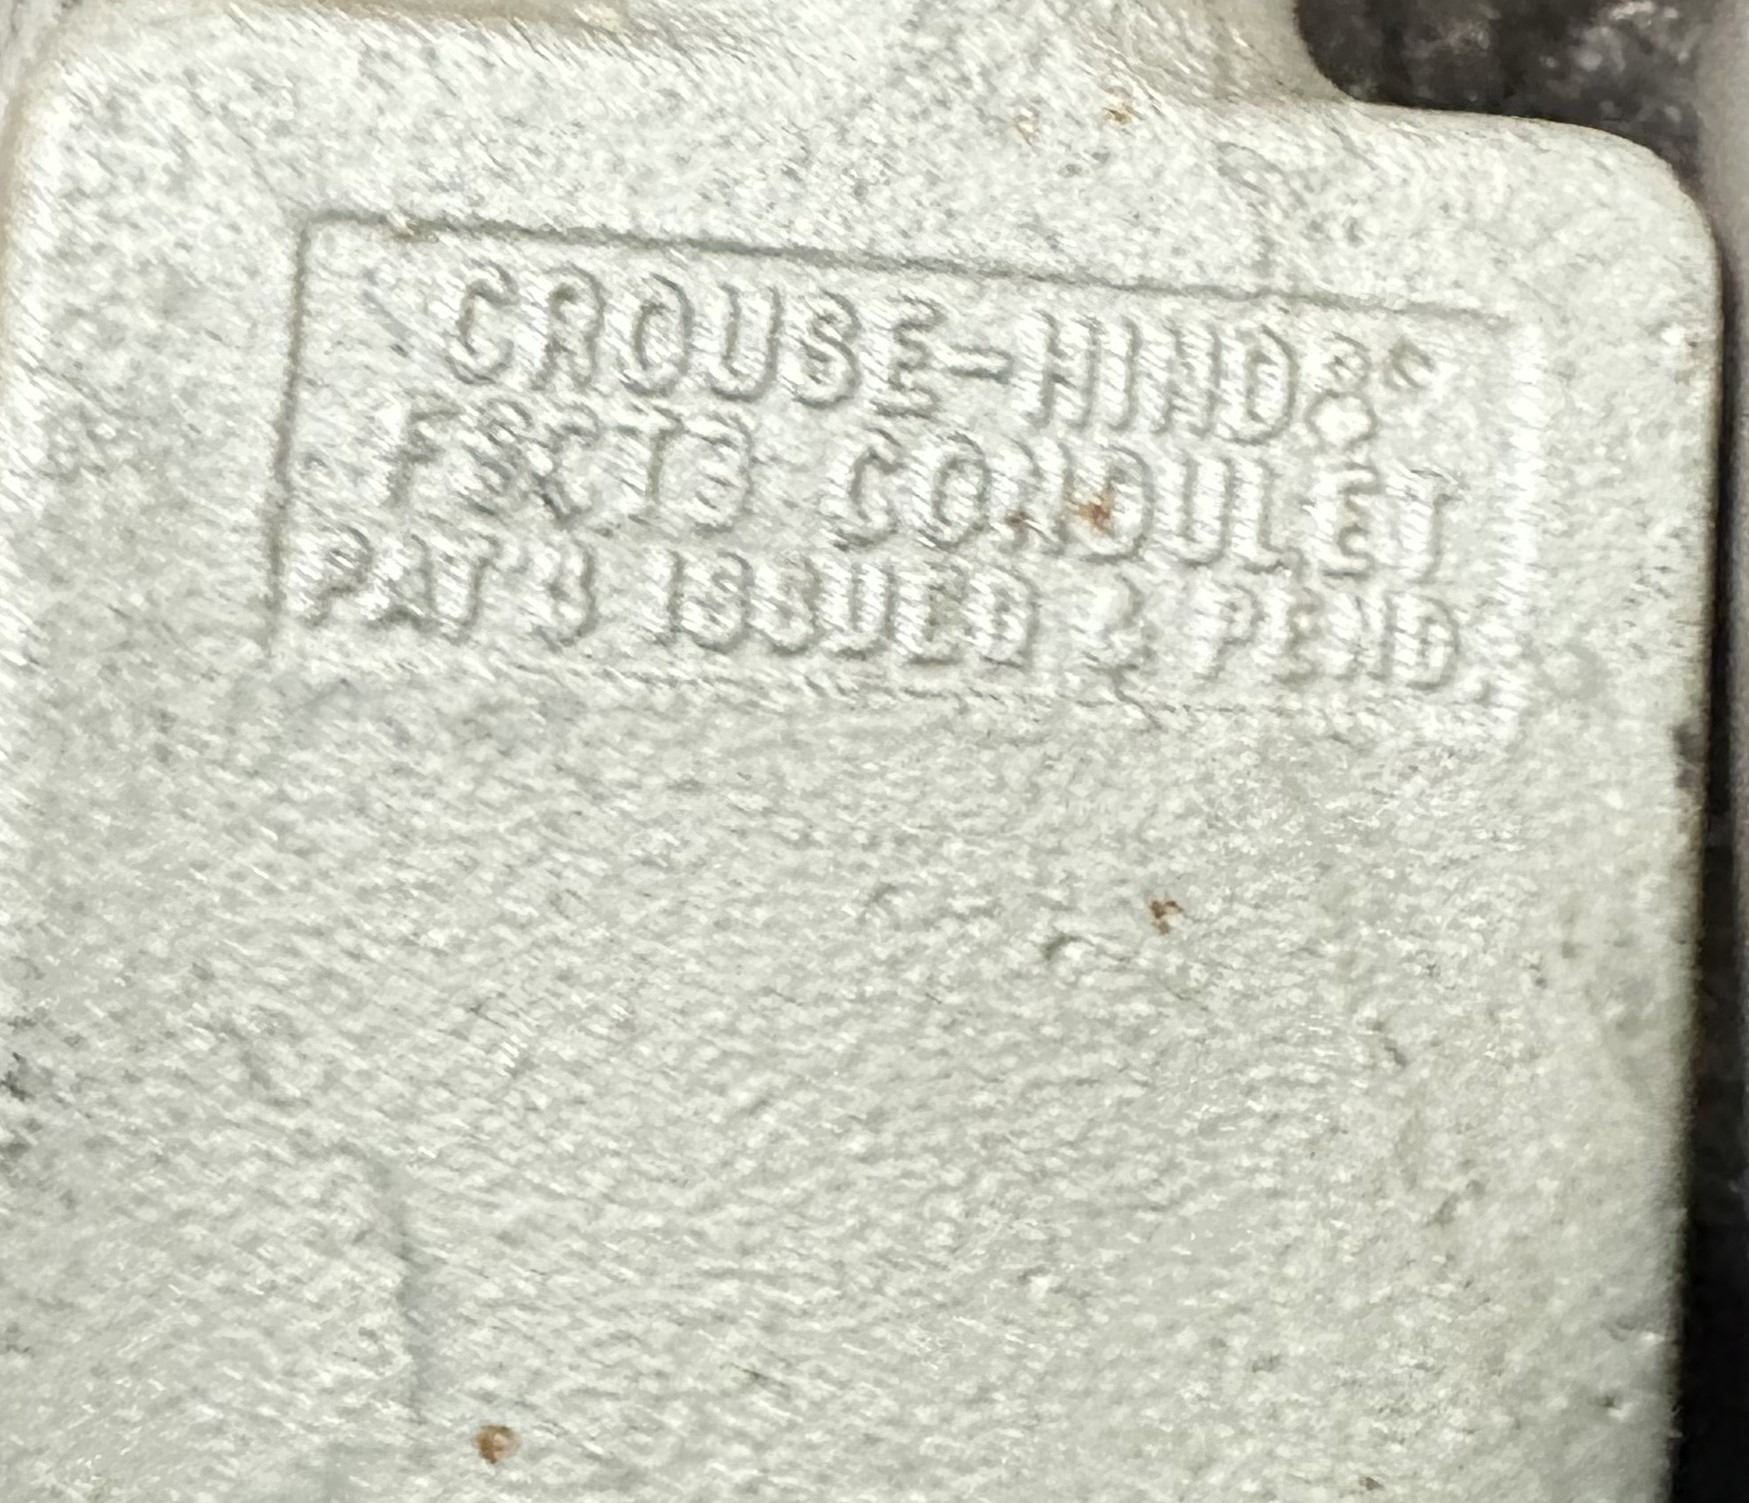 CROUSE-HINDS®
FSCT3 CONDULET
PAT'S ISSUED & PEND.